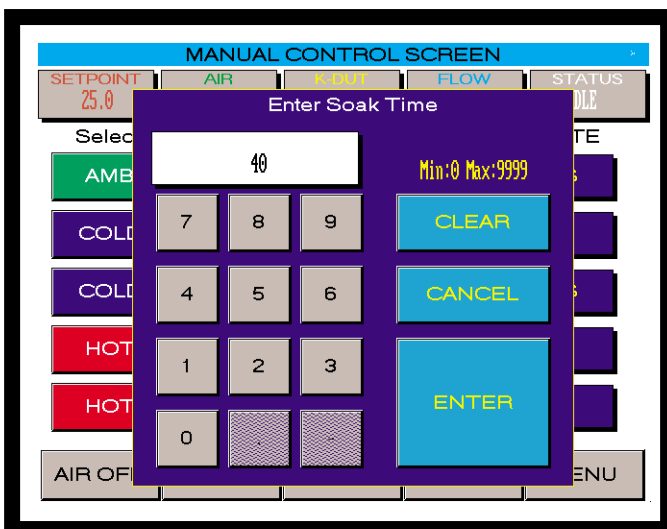 MANUAL CONTROL SCREEN
SETPOINT AIR K-DUT FLOW STATUS
25.0 DLE
Enter Soak Time
Selec TE
40 Min:0 Max:9999
AMB S
7 8 9 CLEAR
COLD
4 5 6 CANCEL
COLD S
HOT
1 2 3
HOT
ENTER
0 . -
AIR OF ENU